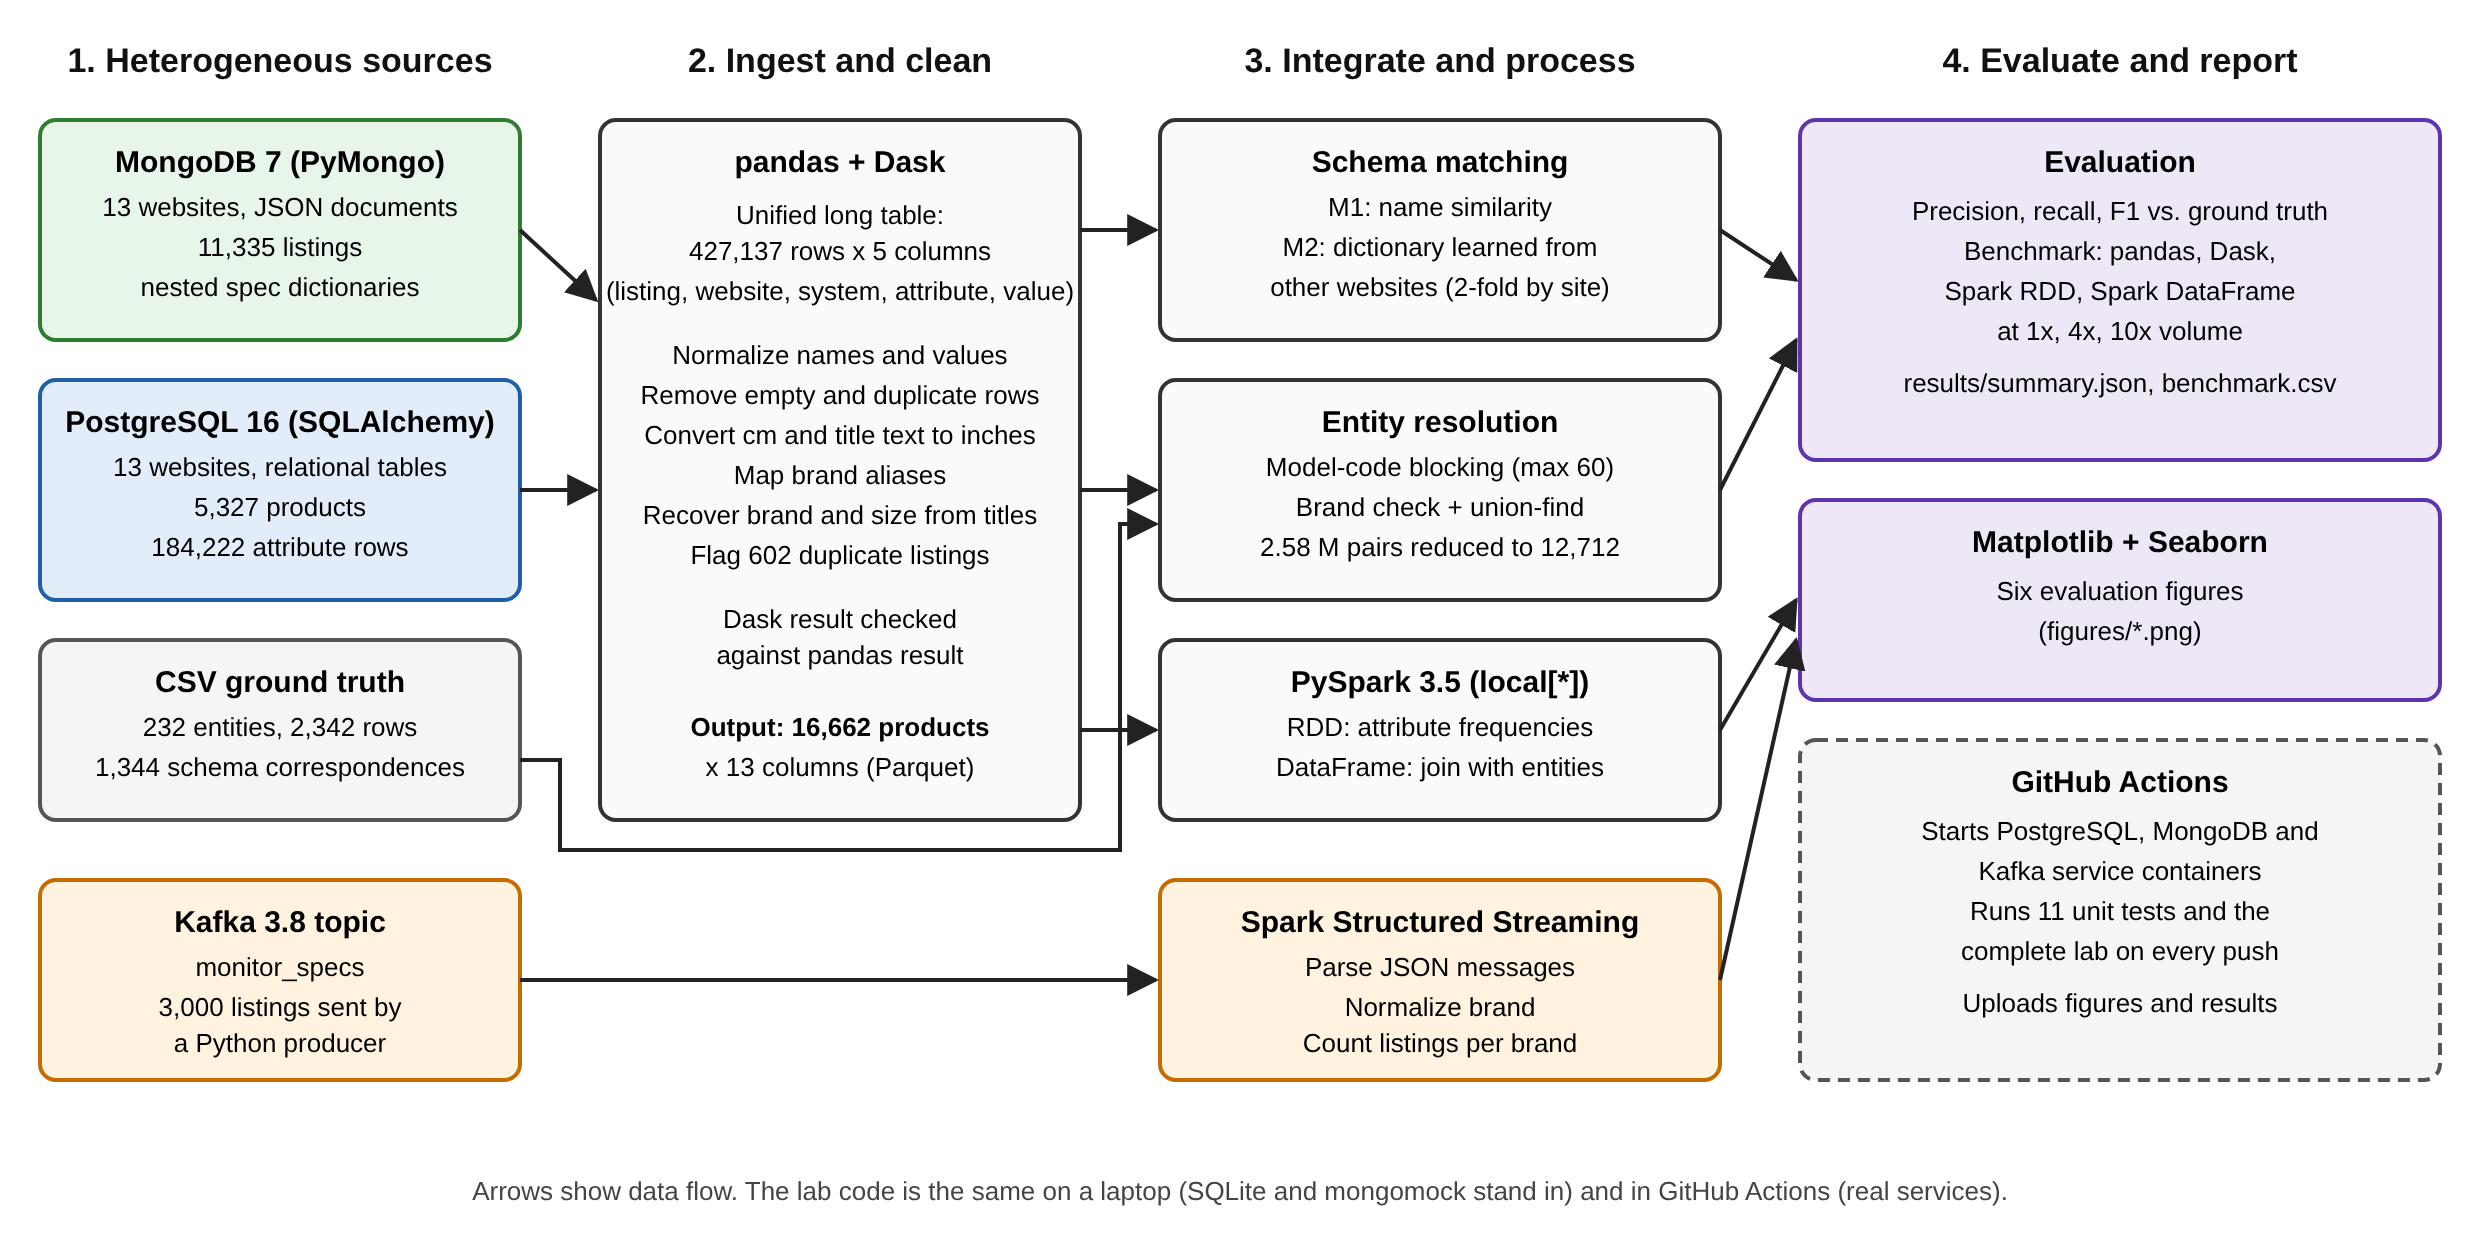 1. Heterogeneous sources
MongoDB 7 (PyMongo)
13 websites, JSON documents
11,335 listings
nested spec dictionaries
PostgreSQL 16 (SQLAlchemy)
13 websites, relational tables
5,327 products
184,222 attribute rows
CSV ground truth
232 entities, 2,342 rows
1,344 schema correspondences
Kafka 3.8 topic
monitor_specs
3,000 listings sent by
a Python producer
2. Ingest and clean
pandas + Dask
Unified long table:
427,137 rows x 5 columns
(listing, website, system, attribute, value)
Normalize names and values
Remove empty and duplicate rows
Convert cm and title text to inches
Map brand aliases
Recover brand and size from titles
Flag 602 duplicate listings
Dask result checked
against pandas result
Output: 16,662 products
x 13 columns (Parquet)
3. Integrate and process
Schema matching
M1: name similarity
M2: dictionary learned from
other websites (2-fold by site)
Entity resolution
Model-code blocking (max 60)
Brand check + union-find
2.58 M pairs reduced to 12,712
PySpark 3.5 (local[*])
RDD: attribute frequencies
DataFrame: join with entities
Spark Structured Streaming
Parse JSON messages
Normalize brand
Count listings per brand
4. Evaluate and report
Evaluation
Precision, recall, F1 vs. ground truth
Benchmark: pandas, Dask,
Spark RDD, Spark DataFrame
at 1x, 4x, 10x volume
results/summary.json, benchmark.csv
Matplotlib + Seaborn
Six evaluation figures
(figures/*.png)
GitHub Actions
Starts PostgreSQL, MongoDB and
Kafka service containers
Runs 11 unit tests and the
complete lab on every push
Uploads figures and results
Arrows show data flow. The lab code is the same on a laptop (SQLite and mongomock stand in) and in GitHub Actions (real services).